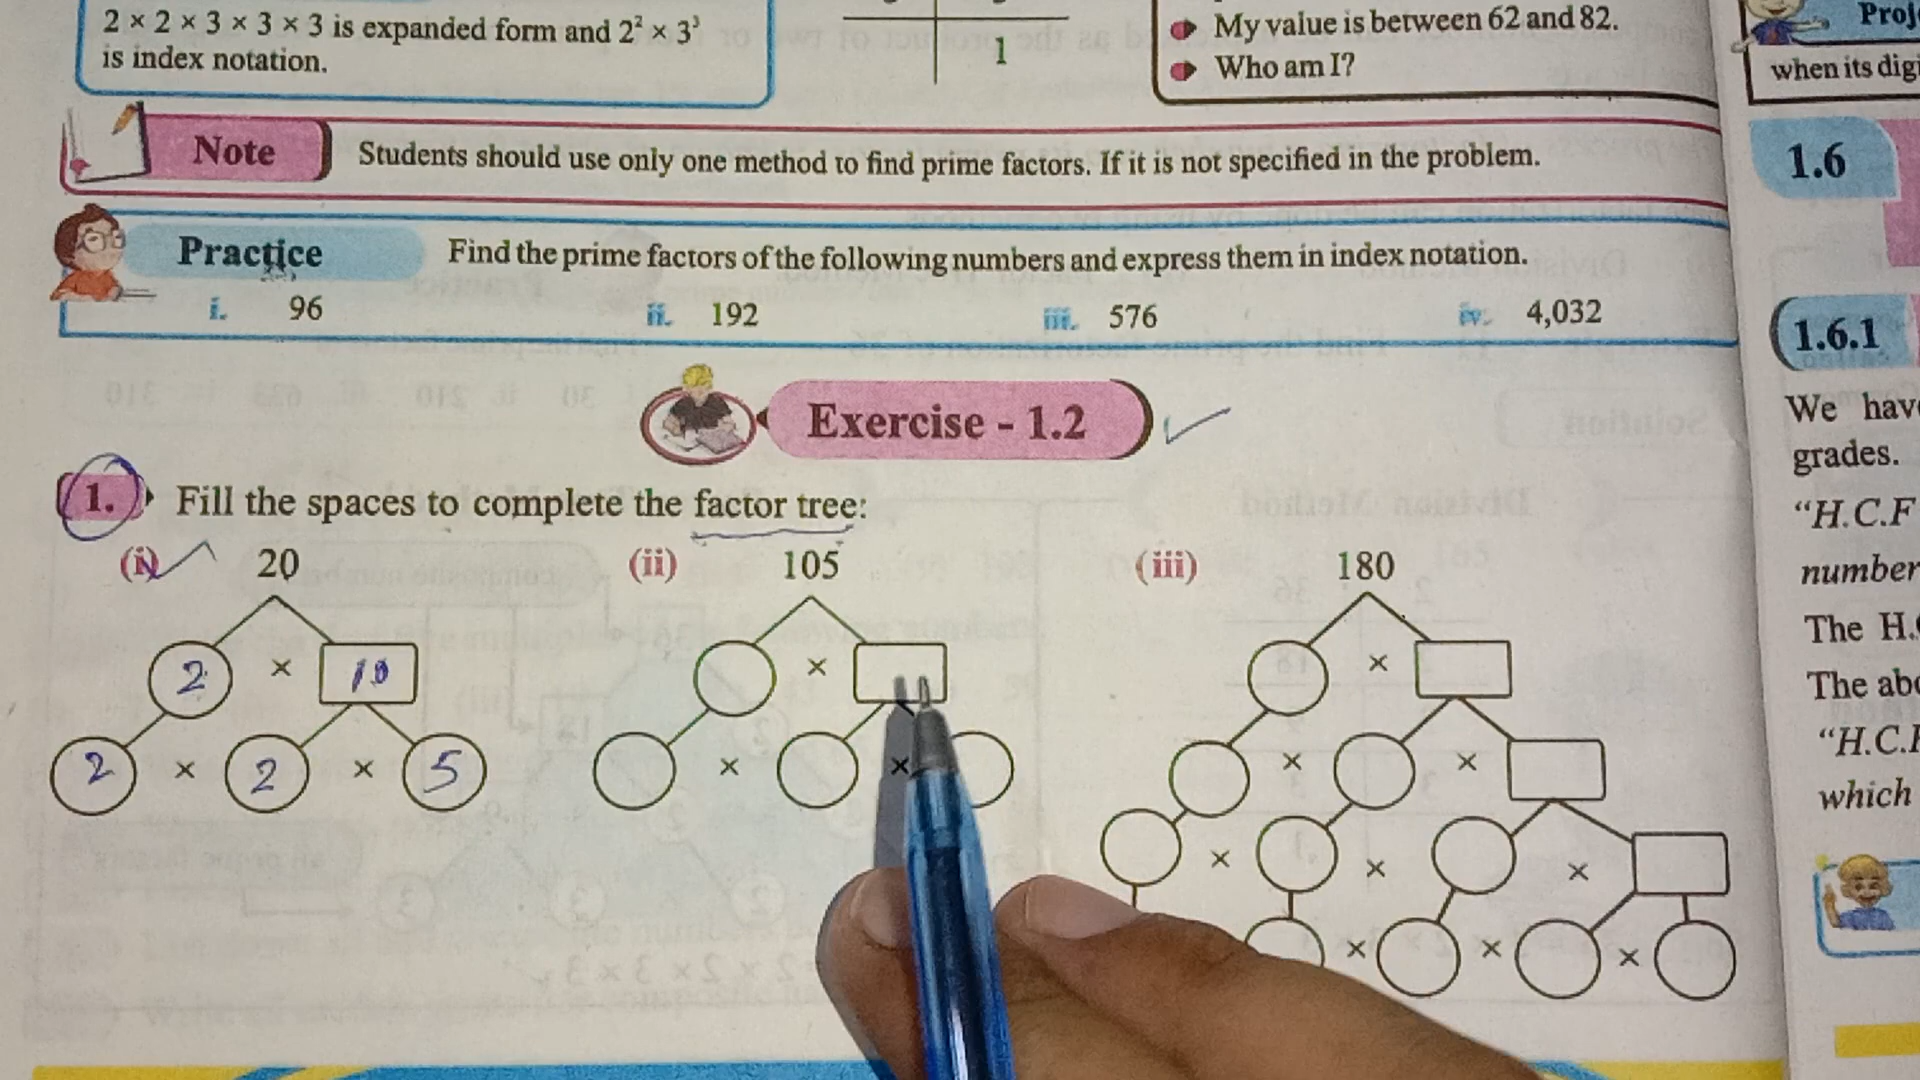 2 × 2 × 3 × 3 × 3 is expanded form and 2² × 3³
is index notation.
1
My value is between 62 and 82.
Who am I?
when its digi
Note
Students should use only one method to find prime factors. If it is not specified in the problem.
1.6
Practice
Find the prime factors of the following numbers and express them in index notation.
i. 96 ii. 192 iii. 576 iv. 4,032
1.6.1
Exercise - 1.2
We have
grades.
1. Fill the spaces to complete the factor tree:
"H.C.F
number
(i) 20 (ii) 105 (iii) 180
The H.
2 × 10 × ×
The abo
"H.C.F
2 × 2 × 5 × × × ×
which
× × ×
× × ×